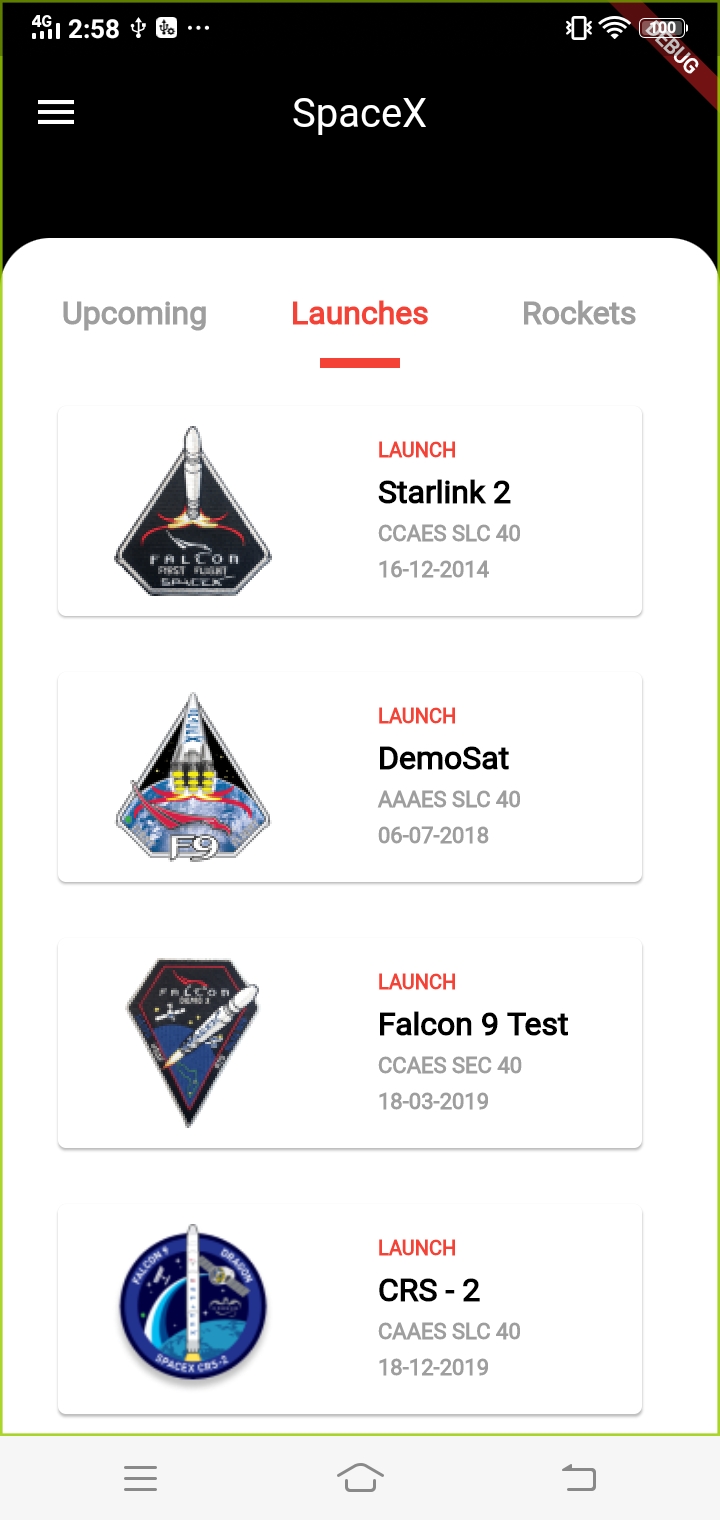 4G 2:58 ... 100
DEBUG
SpaceX
Upcoming Launches Rockets
FALCON
FIRST FLIGHT
SPACEX
LAUNCH
Starlink 2
CCAES SLC 40
16-12-2014
F9
LAUNCH
DemoSat
AAAES SLC 40
06-07-2018
FALCON
LAUNCH
Falcon 9 Test
CCAES SEC 40
18-03-2019
FALCON 9 DRAGON
SPACEX CRS-2
LAUNCH
CRS - 2
CAAES SLC 40
18-12-2019